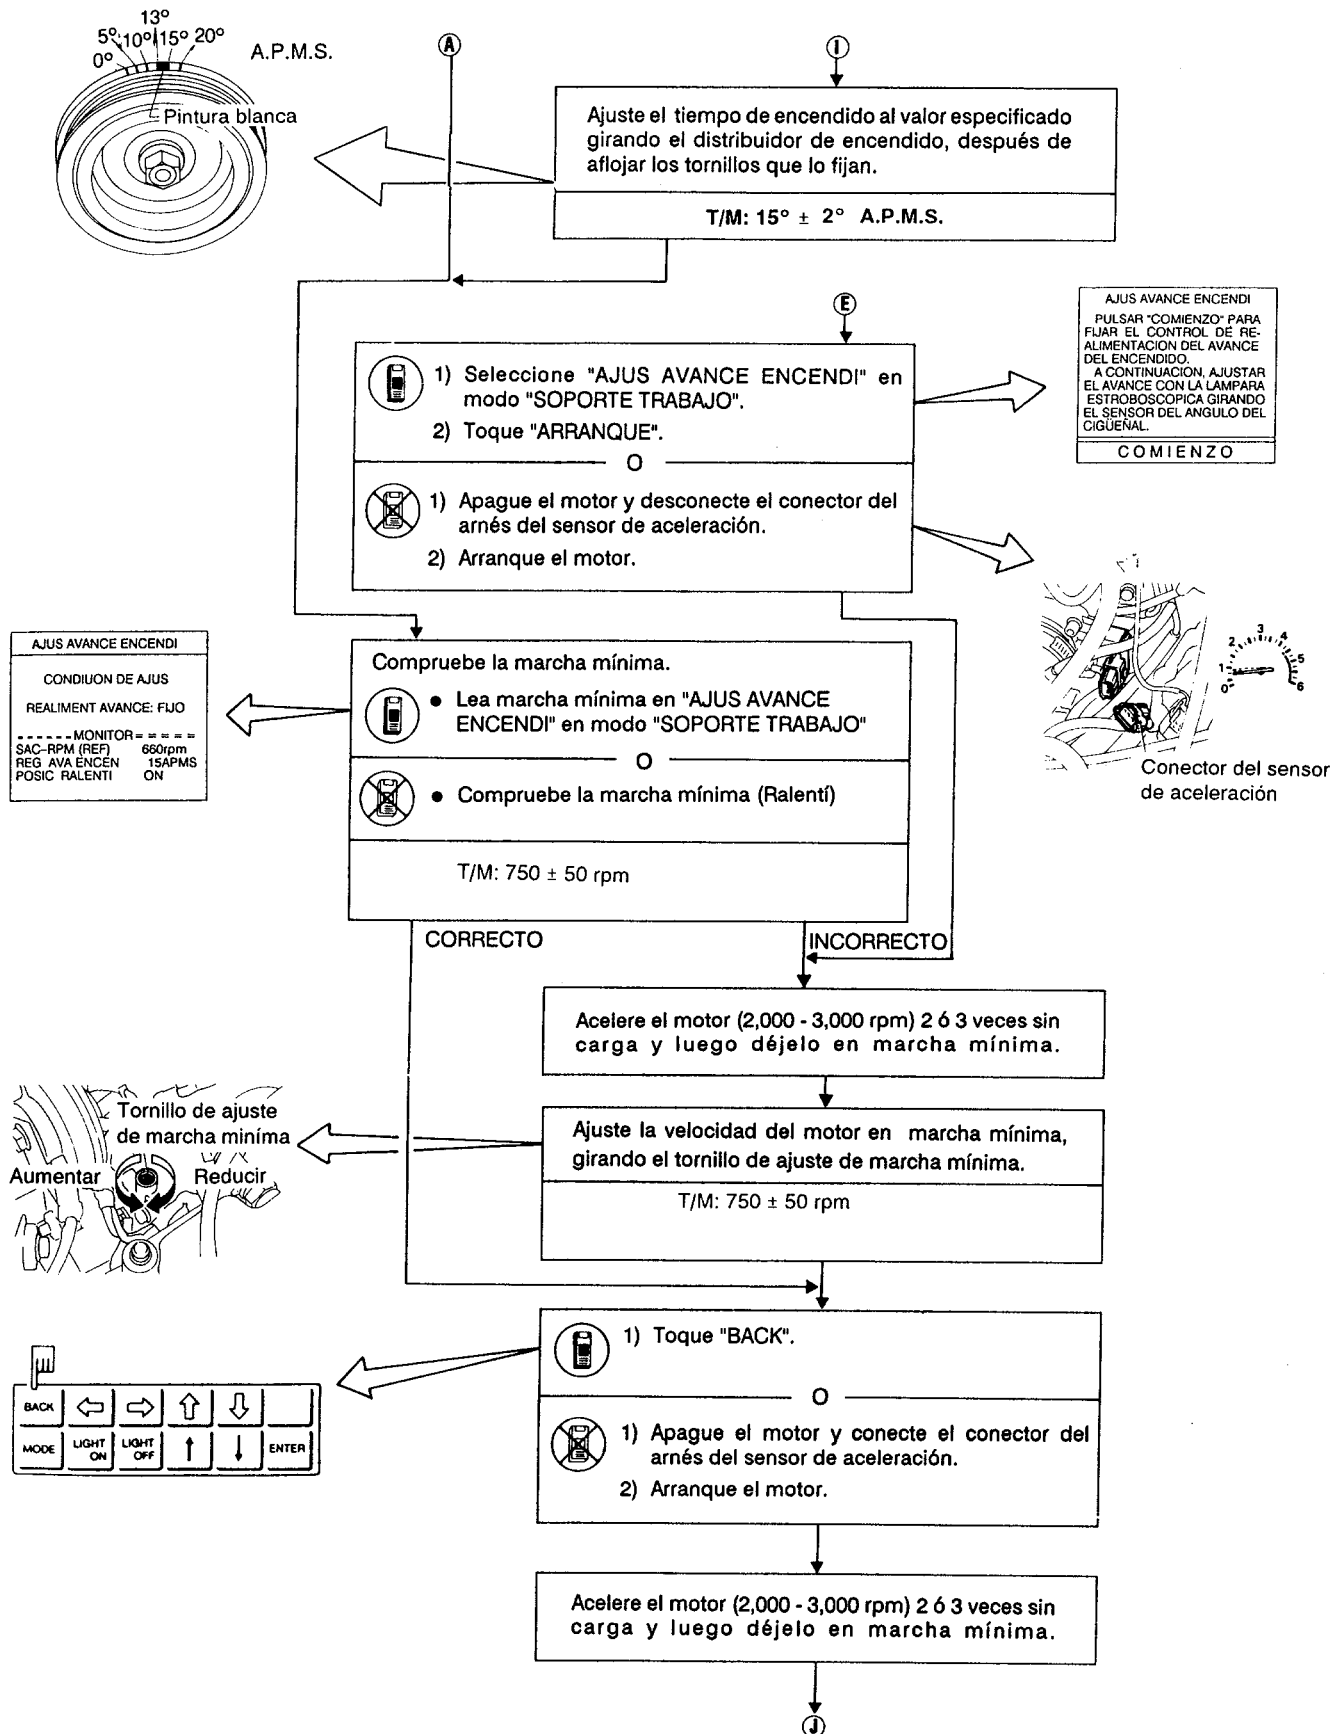 13°
5° 10° 15° 20°
0°
A.P.M.S.
Pintura blanca
A
I
Ajuste el tiempo de encendido al valor especificado
girando el distribuidor de encendido, después de
aflojar los tornillos que lo fijan.
T/M: 15° ± 2° A.P.M.S.
E
1) Seleccione "AJUS AVANCE ENCENDI" en
modo "SOPORTE TRABAJO".
2) Toque "ARRANQUE".
O
1) Apague el motor y desconecte el conector del
arnés del sensor de aceleración.
2) Arranque el motor.
AJUS AVANCE ENCENDI
PULSAR "COMIENZO" PARA
FIJAR EL CONTROL DE RE-
ALIMENTACION DEL AVANCE
DEL ENCENDIDO.
A CONTINUACION, AJUSTAR
EL AVANCE CON LA LAMPARA
ESTROBOSCOPICA GIRANDO
EL SENSOR DEL ANGULO DEL
CIGÜEÑAL.
COMIENZO
0 1 2 3 4 5 6
Conector del sensor
de aceleración
AJUS AVANCE ENCENDI
CONDIUON DE AJUS
REALIMENT AVANCE: FIJO
- - - - - - MONITOR = = = = =
SAC-RPM (REF) 660rpm
REG AVA ENCEN 15APMS
POSIC RALENTI ON
Compruebe la marcha mínima.
● Lea marcha mínima en "AJUS AVANCE
ENCENDI" en modo "SOPORTE TRABAJO"
O
● Compruebe la marcha mínima (Ralentí)
T/M: 750 ± 50 rpm
CORRECTO
INCORRECTO
Acelere el motor (2,000 - 3,000 rpm) 2 ó 3 veces sin
carga y luego déjelo en marcha mínima.
Tornillo de ajuste
de marcha miníma
Aumentar
Reducir
Ajuste la velocidad del motor en marcha mínima,
girando el tornillo de ajuste de marcha mínima.
T/M: 750 ± 50 rpm
1) Toque "BACK".
O
1) Apague el motor y conecte el conector del
arnés del sensor de aceleración.
2) Arranque el motor.
BACK
MODE LIGHT ON LIGHT OFF ENTER
Acelere el motor (2,000 - 3,000 rpm) 2 ó 3 veces sin
carga y luego déjelo en marcha mínima.
J